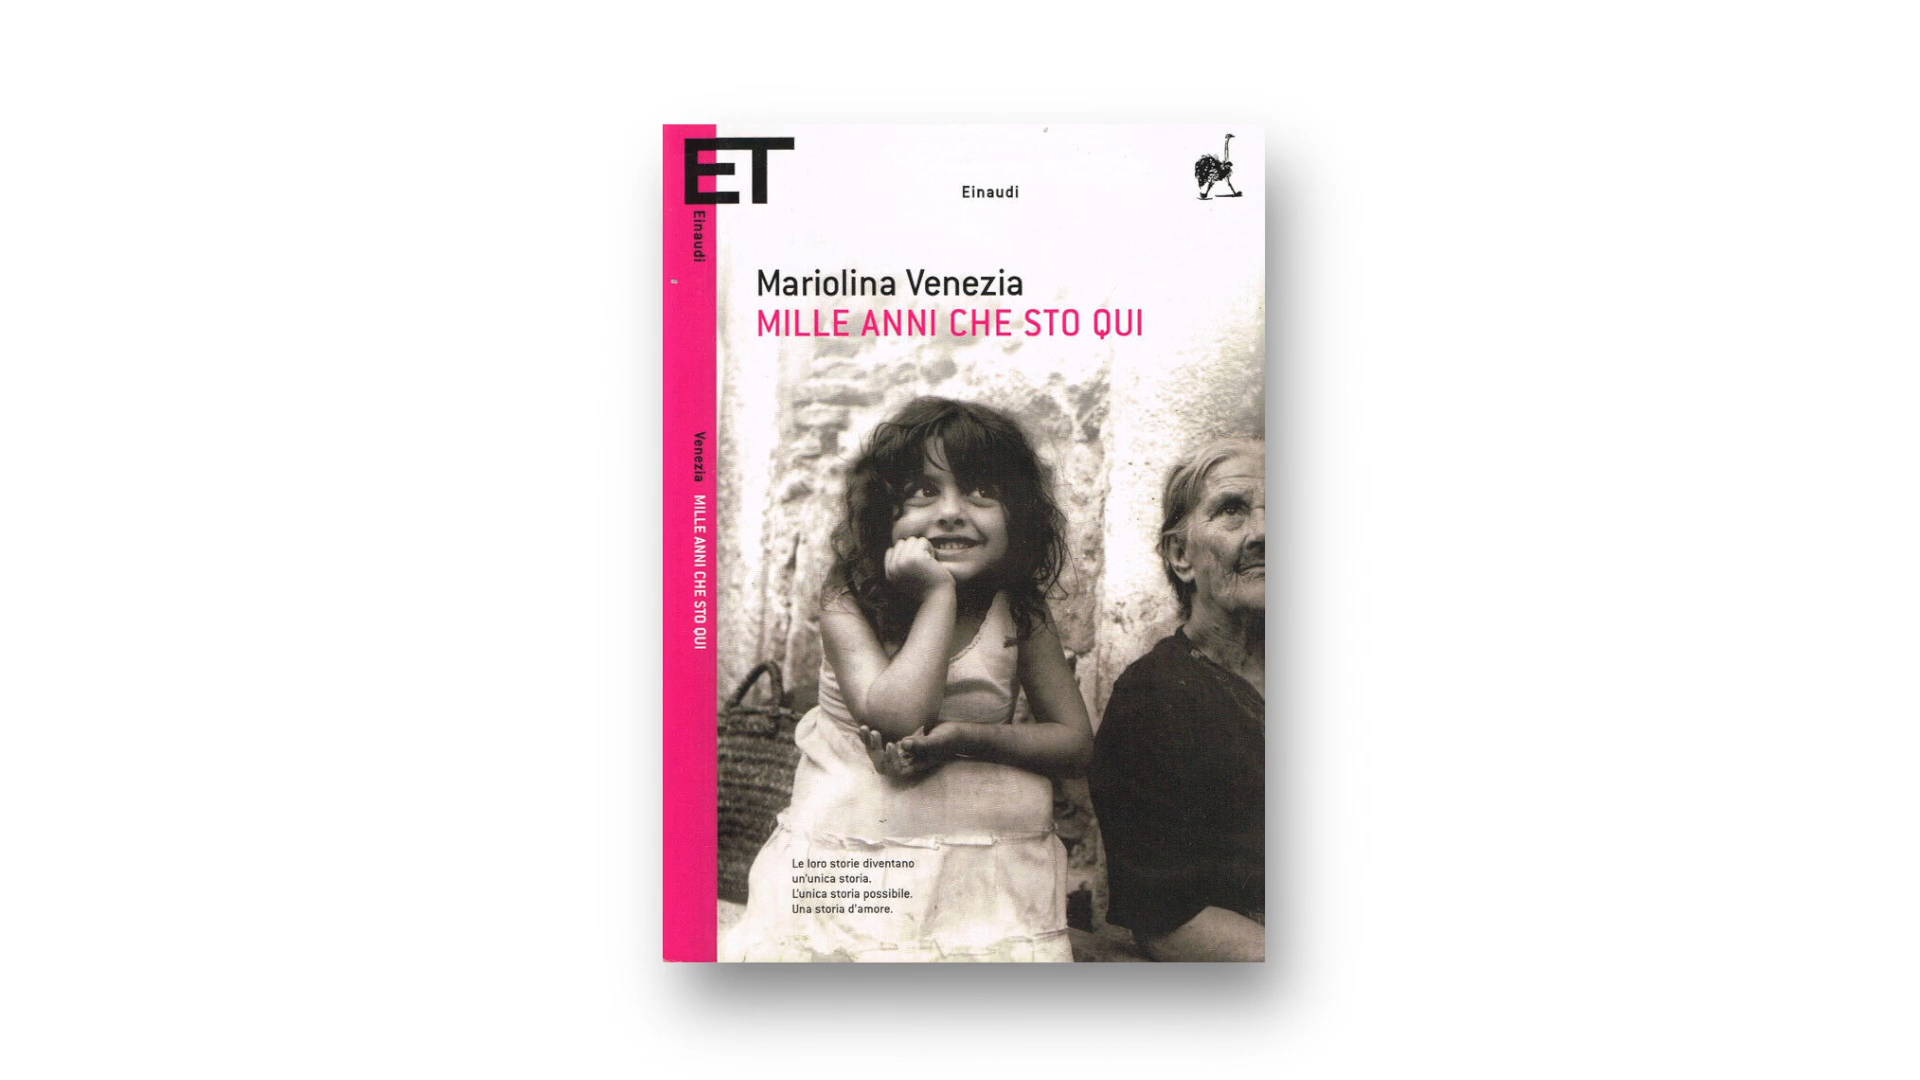 ET
Einaudi
Einaudi
Mariolina Venezia
MILLE ANNI CHE STO QUI
Venezia MILLE ANNI CHE STO QUI
Le loro storie diventano
un'unica storia.
L'unica storia possibile.
Una storia d'amore.